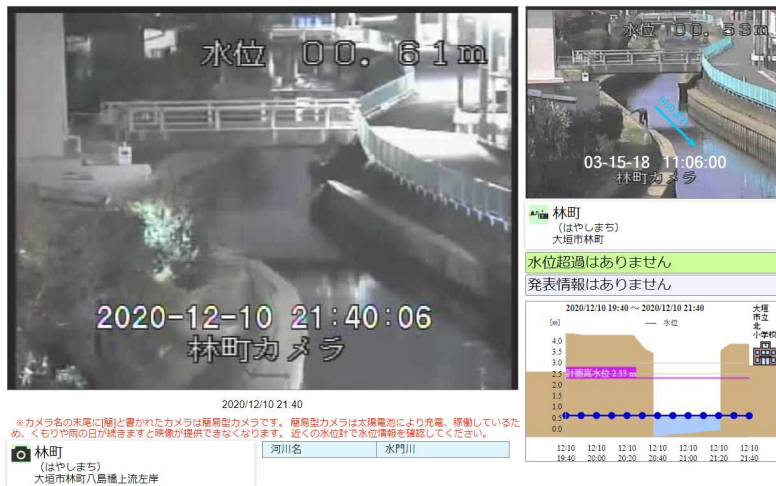 水位 00.61m
2020-12-10 21:40:06
林町カメラ
2020/12/10 21:40
※カメラ名の末尾に[簡]と書かれたカメラは簡易型カメラです。 簡易型カメラは太陽電池により充電、稼働しているた
め、くもりや雨の日が続きますと映像が提供できなくなります。 近くの水位計で水位情報を確認してください。
林町
(はやしまち)
大垣市林町八島橋上流左岸
河川名 水門川
水位 00.53m
03-15-18 11:06:00
林町カメラ
林町
(はやしまち)
大垣市林町
水位超過はありません
発表情報はありません
2020/12/10 19:40 ～ 2020/12/10 21:40
[m]
水位
大垣
市立
北
小学校
4.0
3.5
3.0
2.5
計画高水位 2.33 m
2.0
1.5
1.0
0.5
0.0
12/10 12/10 12/10 12/10 12/10 12/10 12/10
19:40 20:00 20:20 20:40 21:00 21:20 21:40